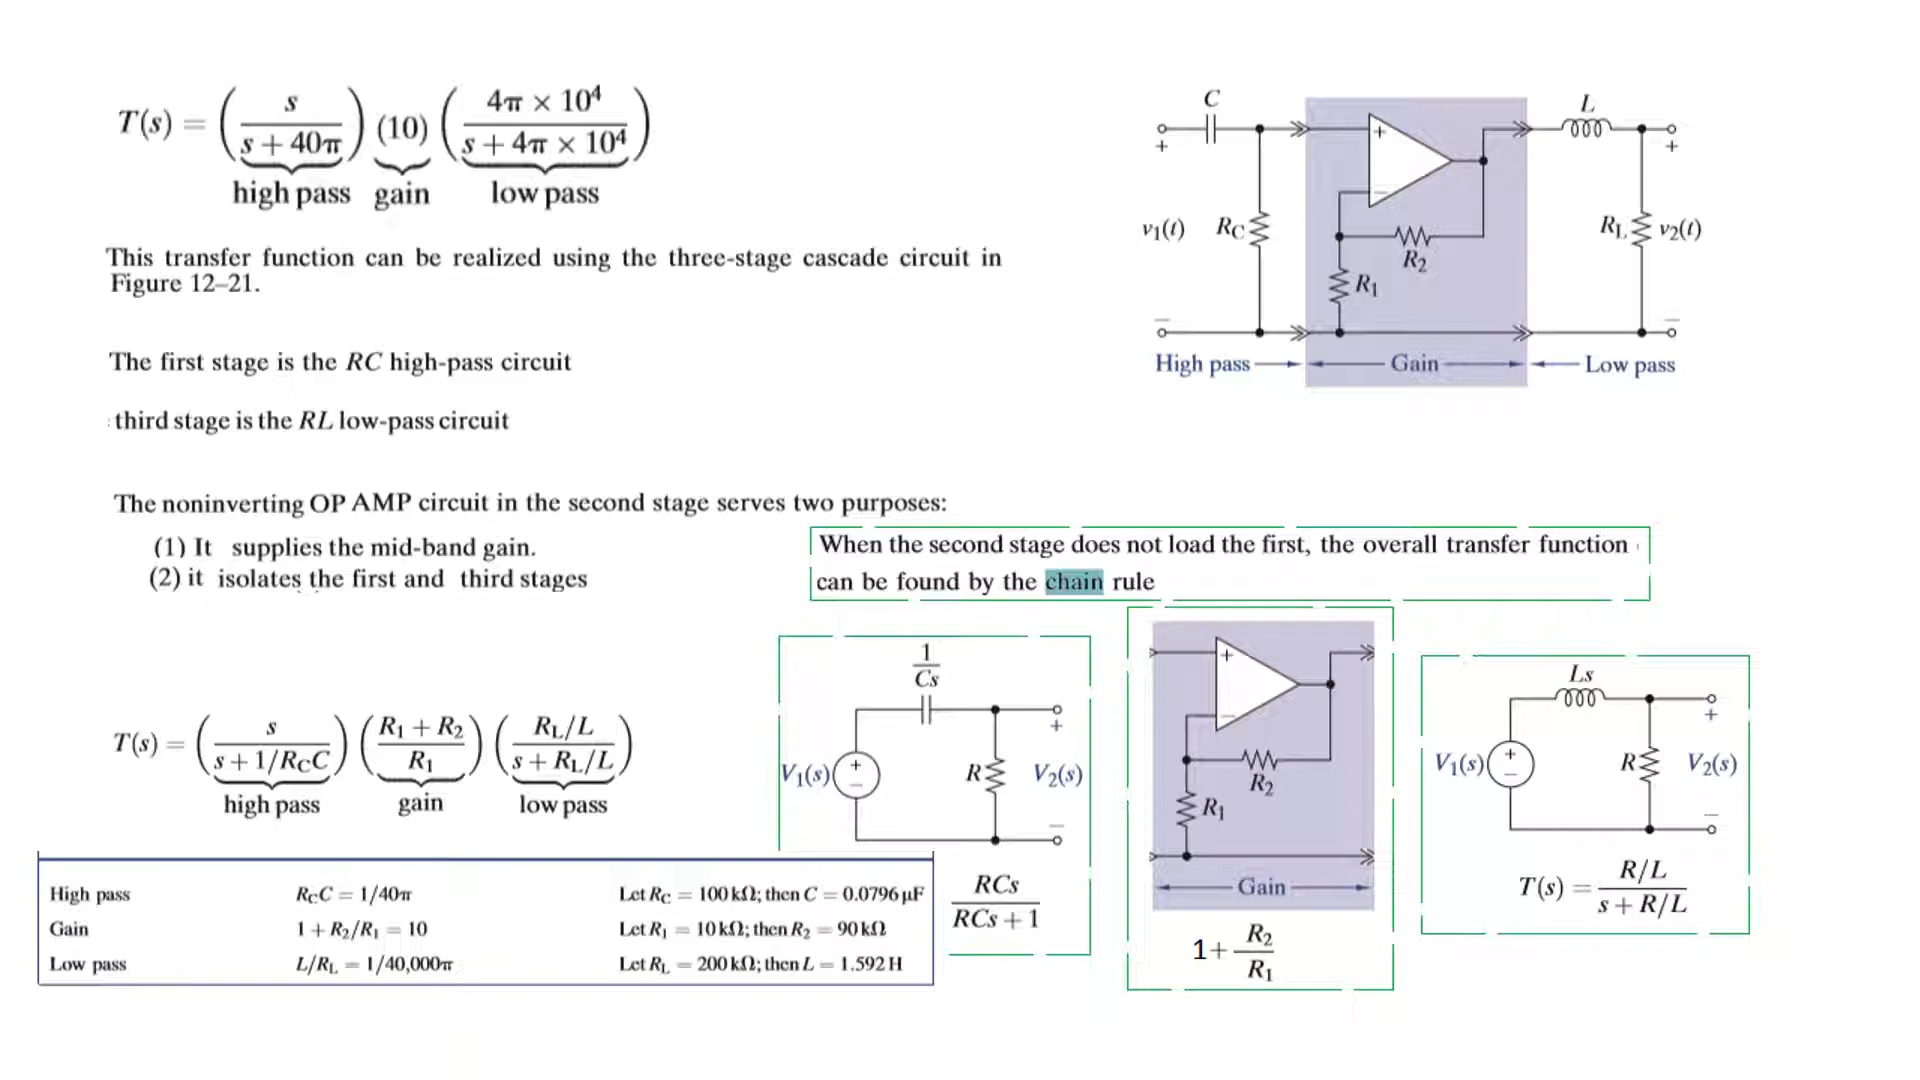 T(s) = (s / (s + 40π)) (10) (4π × 10⁴ / (s + 4π × 10⁴))
high pass gain low pass
This transfer function can be realized using the three-stage cascade circuit in
Figure 12–21.
The first stage is the RC high-pass circuit
third stage is the RL low-pass circuit
C
L
+
+
+
−
v₁(t)
R_C
R_L
v₂(t)
R₂
R₁
−
−
High pass
Gain
Low pass
The noninverting OP AMP circuit in the second stage serves two purposes:
(1) It supplies the mid-band gain.
(2) it isolates the first and third stages
When the second stage does not load the first, the overall transfer function
can be found by the chain rule
T(s) = (s / (s + 1/R_CC)) ((R₁ + R₂) / R₁) (R_L/L / (s + R_L/L))
high pass gain low pass
High pass R_CC = 1/40π Let R_C = 100 kΩ; then C = 0.0796 μF
Gain 1 + R₂/R₁ = 10 Let R₁ = 10 kΩ; then R₂ = 90 kΩ
Low pass L/R_L = 1/40,000π Let R_L = 200 kΩ; then L = 1.592 H
1/Cs
+
V₁(s)
+
−
R
V₂(s)
−
RCs / (RCs + 1)
+
−
R₂
R₁
Gain
1+ R₂/R₁
Ls
+
V₁(s)
+
−
R
V₂(s)
−
T(s) = R/L / (s + R/L)